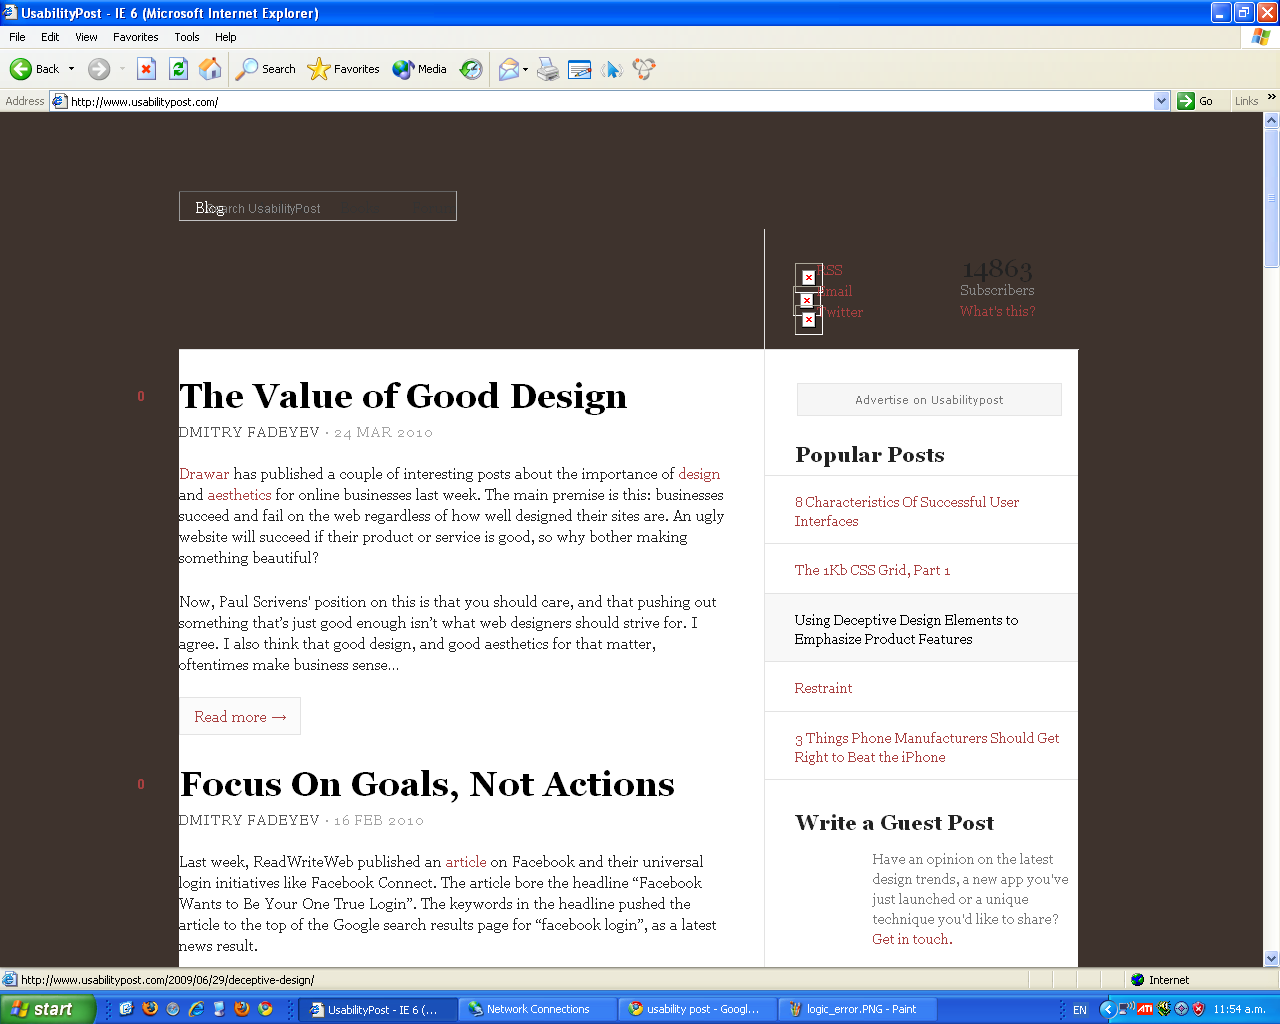 UsabilityPost - IE 6 (Microsoft Internet Explorer)
File Edit View Favorites Tools Help
Back Search Favorites Media
Address http://www.usabilitypost.com/ Go Links »
Blog Search UsabilityPost
RSS
Email
Twitter
14863
Subscribers
What's this?
0
The Value of Good Design
DMITRY FADEYEV · 24 MAR 2010
Drawar has published a couple of interesting posts about the importance of design
and aesthetics for online businesses last week. The main premise is this: businesses
succeed and fail on the web regardless of how well designed their sites are. An ugly
website will succeed if their product or service is good, so why bother making
something beautiful?
Now, Paul Scrivens' position on this is that you should care, and that pushing out
something that's just good enough isn't what web designers should strive for. I
agree. I also think that good design, and good aesthetics for that matter,
oftentimes make business sense...
Read more →
0
Focus On Goals, Not Actions
DMITRY FADEYEV · 16 FEB 2010
Last week, ReadWriteWeb published an article on Facebook and their universal
login initiatives like Facebook Connect. The article bore the headline “Facebook
Wants to Be Your One True Login”. The keywords in the headline pushed the
article to the top of the Google search results page for “facebook login”, as a latest
news result.
Advertise on Usabilitypost
Popular Posts
8 Characteristics Of Successful User
Interfaces
The 1Kb CSS Grid, Part 1
Using Deceptive Design Elements to
Emphasize Product Features
Restraint
3 Things Phone Manufacturers Should Get
Right to Beat the iPhone
Write a Guest Post
Have an opinion on the latest
design trends, a new app you've
just launched or a unique
technique you'd like to share?
Get in touch.
http://www.usabilitypost.com/2009/06/29/deceptive-design/ Internet
start UsabilityPost - IE 6 (... Network Connections usability post - Googl... logic_error.PNG - Paint EN ATI 11:54 a.m.